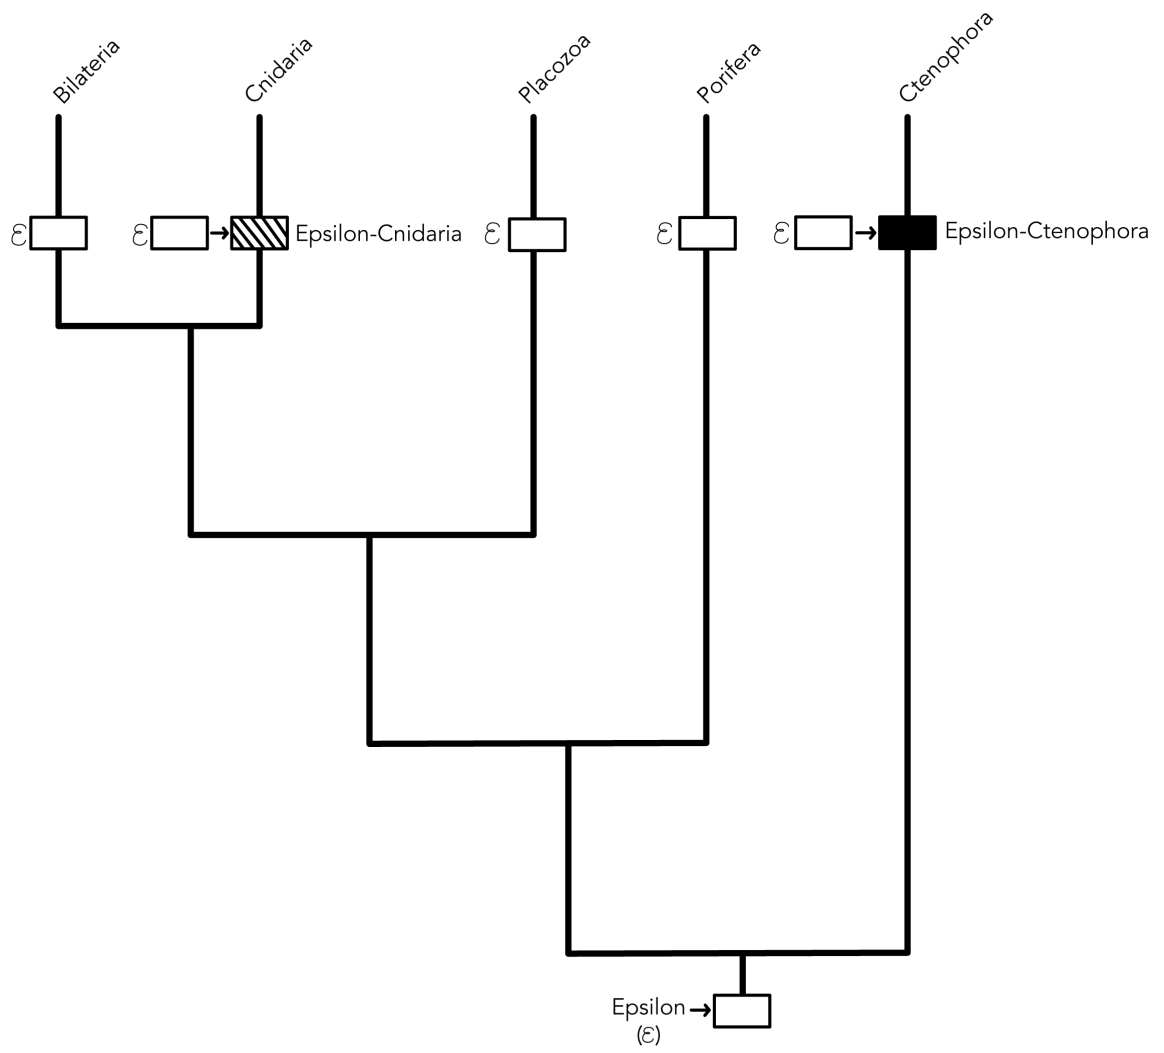 Bilateria
Cnidaria
Placozoa
Porifera
Ctenophora
ℰ
ℰ
Epsilon-Cnidaria
ℰ
ℰ
ℰ
Epsilon-Ctenophora
Epsilon
(ℰ)